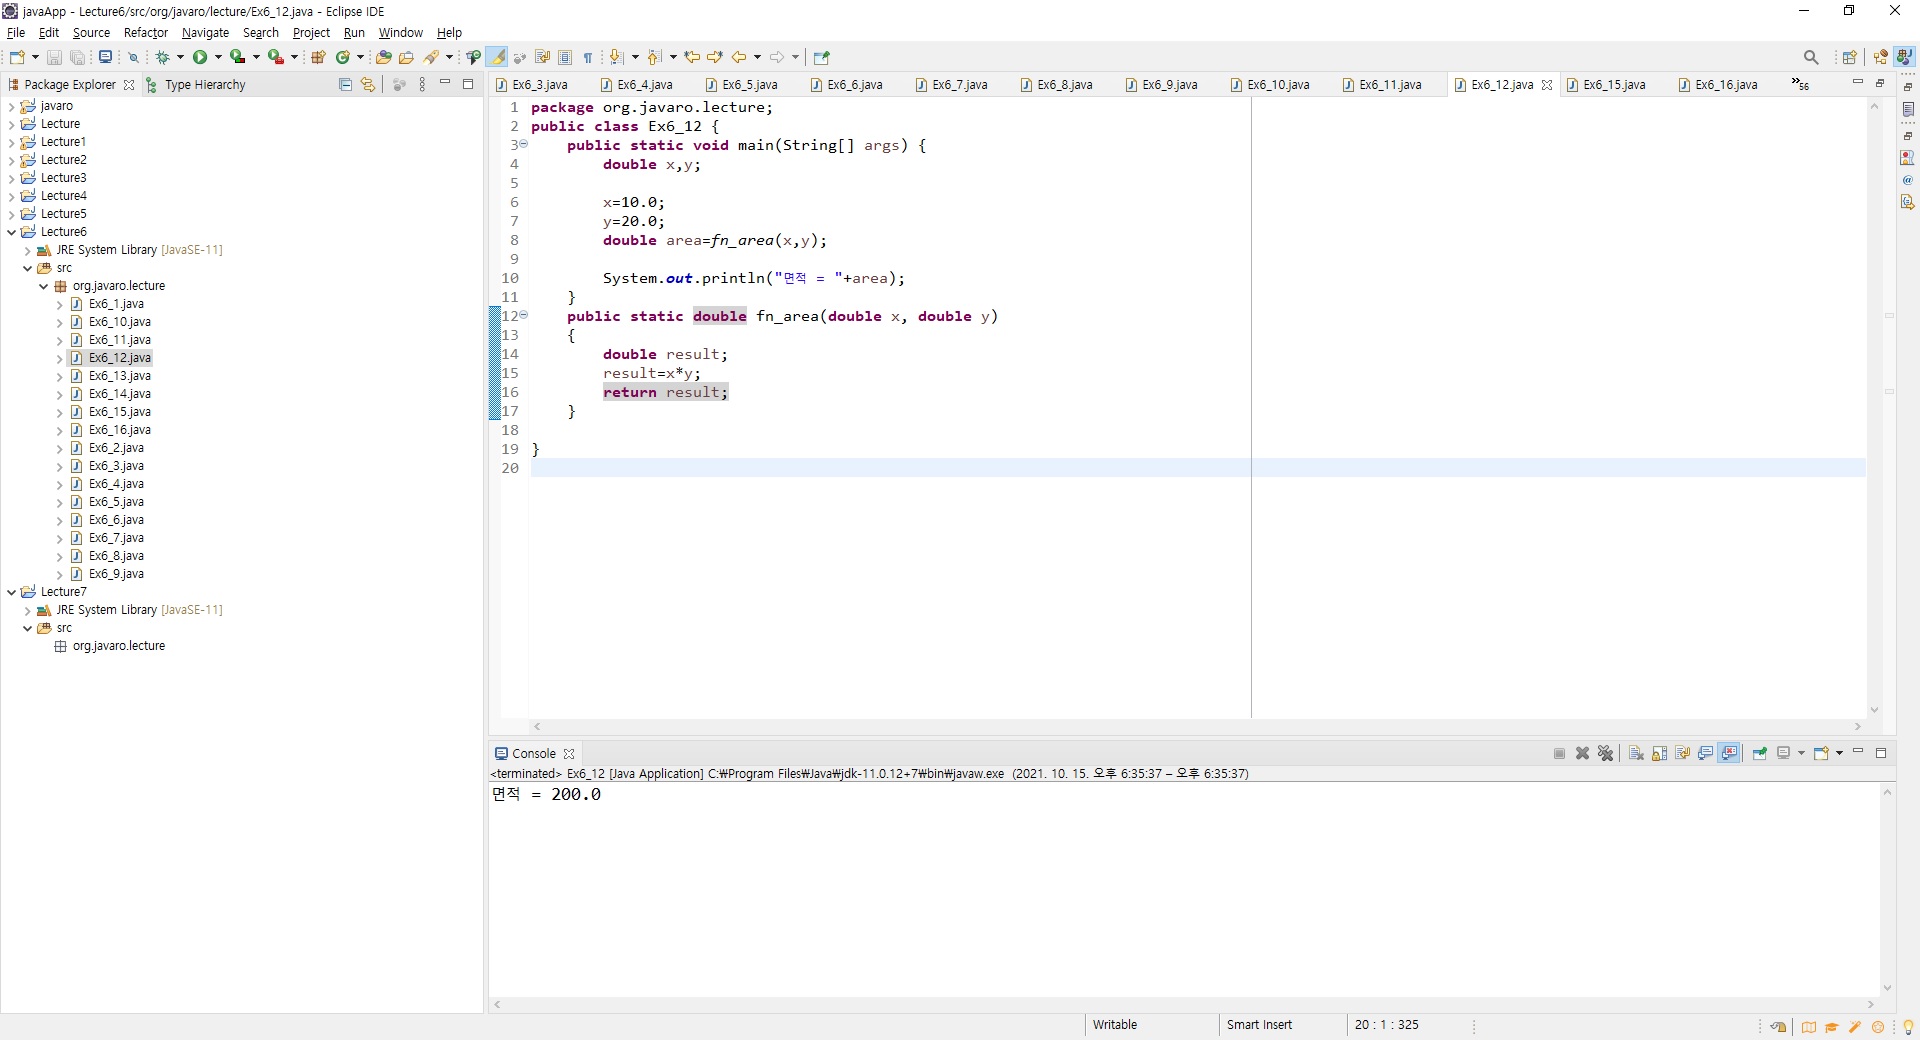 javaApp - Lecture6/src/org/javaro/lecture/Ex6_12.java - Eclipse IDE
File Edit Source Refactor Navigate Search Project Run Window Help
Package Explorer Type Hierarchy
javaro
Lecture
Lecture1
Lecture2
Lecture3
Lecture4
Lecture5
Lecture6
JRE System Library [JavaSE-11]
src
org.javaro.lecture
Ex6_1.java
Ex6_10.java
Ex6_11.java
Ex6_12.java
Ex6_13.java
Ex6_14.java
Ex6_15.java
Ex6_16.java
Ex6_2.java
Ex6_3.java
Ex6_4.java
Ex6_5.java
Ex6_6.java
Ex6_7.java
Ex6_8.java
Ex6_9.java
Lecture7
JRE System Library [JavaSE-11]
src
org.javaro.lecture
Ex6_3.java Ex6_4.java Ex6_5.java Ex6_6.java Ex6_7.java Ex6_8.java Ex6_9.java Ex6_10.java Ex6_11.java Ex6_12.java Ex6_15.java Ex6_16.java »56
1 package org.javaro.lecture;
2 public class Ex6_12 {
3 public static void main(String[] args) {
4 double x,y;
5
6 x=10.0;
7 y=20.0;
8 double area=fn_area(x,y);
9
10 System.out.println("면적 = "+area);
11 }
12 public static double fn_area(double x, double y)
13 {
14 double result;
15 result=x*y;
16 return result;
17 }
18
19 }
20
Console
<terminated> Ex6_12 [Java Application] C:₩Program Files₩Java₩jdk-11.0.12+7₩bin₩javaw.exe (2021. 10. 15. 오후 6:35:37 – 오후 6:35:37)
면적 = 200.0
Writable Smart Insert 20 : 1 : 325